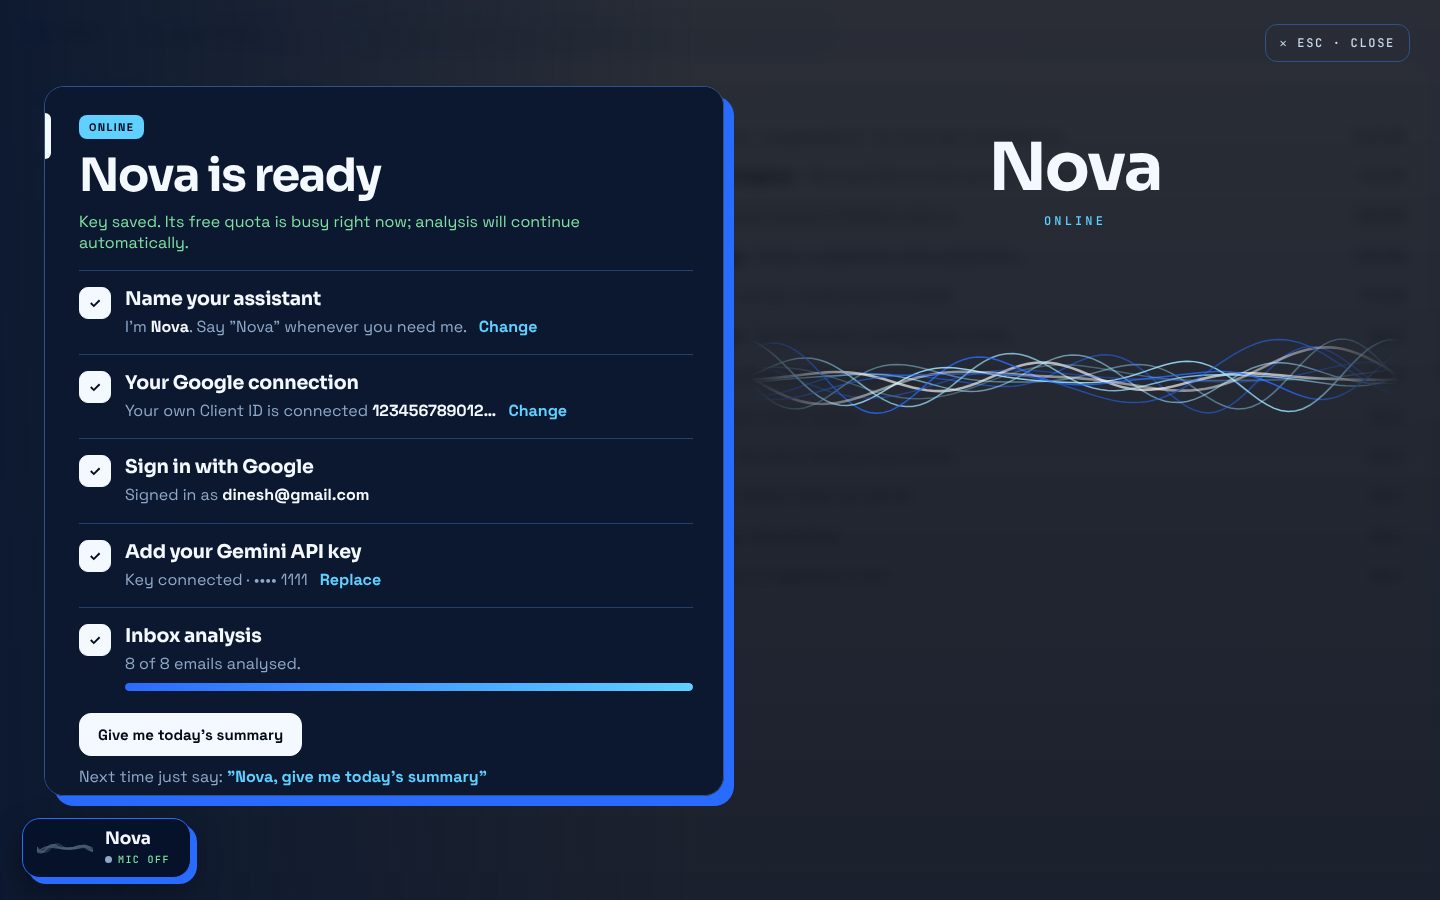 × ESC · CLOSE
ONLINE
Nova is ready
Key saved. Its free quota is busy right now; analysis will continue
automatically.
Name your assistant
I'm Nova. Say "Nova" whenever you need me. Change
Your Google connection
Your own Client ID is connected 123456789012... Change
Sign in with Google
Signed in as dinesh@gmail.com
Add your Gemini API key
Key connected · •••• 1111 Replace
Inbox analysis
8 of 8 emails analysed.
Give me today's summary
Next time just say: "Nova, give me today's summary"
Nova
ONLINE
Nova
MIC OFF